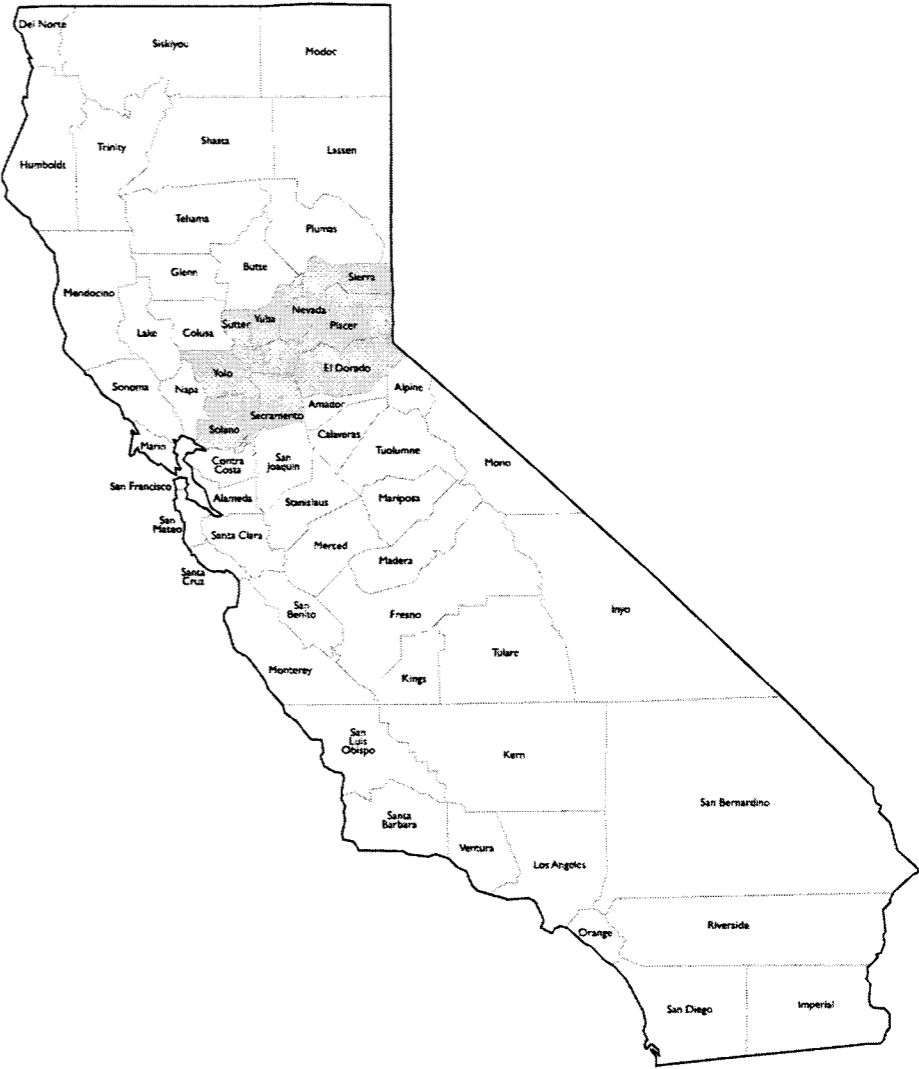 Del Norte
Siskiyou
Modoc
Humboldt
Trinity
Shasta
Lassen
Tehama
Plumas
Mendocino
Glenn
Butte
Sierra
Lake
Colusa
Sutter
Yuba
Nevada
Placer
Sonoma
Napa
Yolo
El Dorado
Alpine
Solano
Sacramento
Amador
Calaveras
Tuolumne
Mono
Marin
Contra
Costa
San
Joaquin
San Francisco
Alameda
Stanislaus
Mariposa
San
Mateo
Santa Clara
Merced
Madera
Santa
Cruz
San
Benito
Fresno
Inyo
Monterey
Kings
Tulare
San
Luis
Obispo
Kern
San Bernardino
Santa
Barbara
Ventura
Los Angeles
Orange
Riverside
San Diego
Imperial